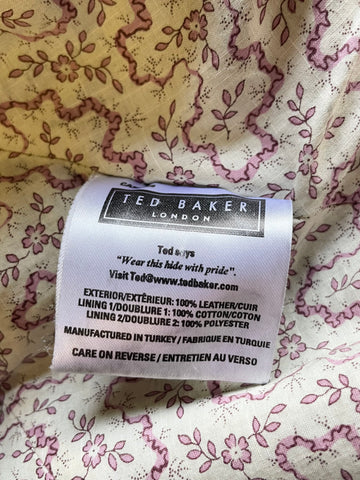 TED BAKER
LONDON
Ted says
"Wear this hide with pride".
Visit Ted@www.tedbaker.com
EXTERIOR/EXTÉRIEUR: 100% LEATHER/CUIR
LINING 1/DOUBLURE 1: 100% COTTON/COTON
LINING 2/DOUBLURE 2: 100% POLYESTER
MANUFACTURED IN TURKEY / FABRIQUE EN TURQUIE
CARE ON REVERSE / ENTRETIEN AU VERSO